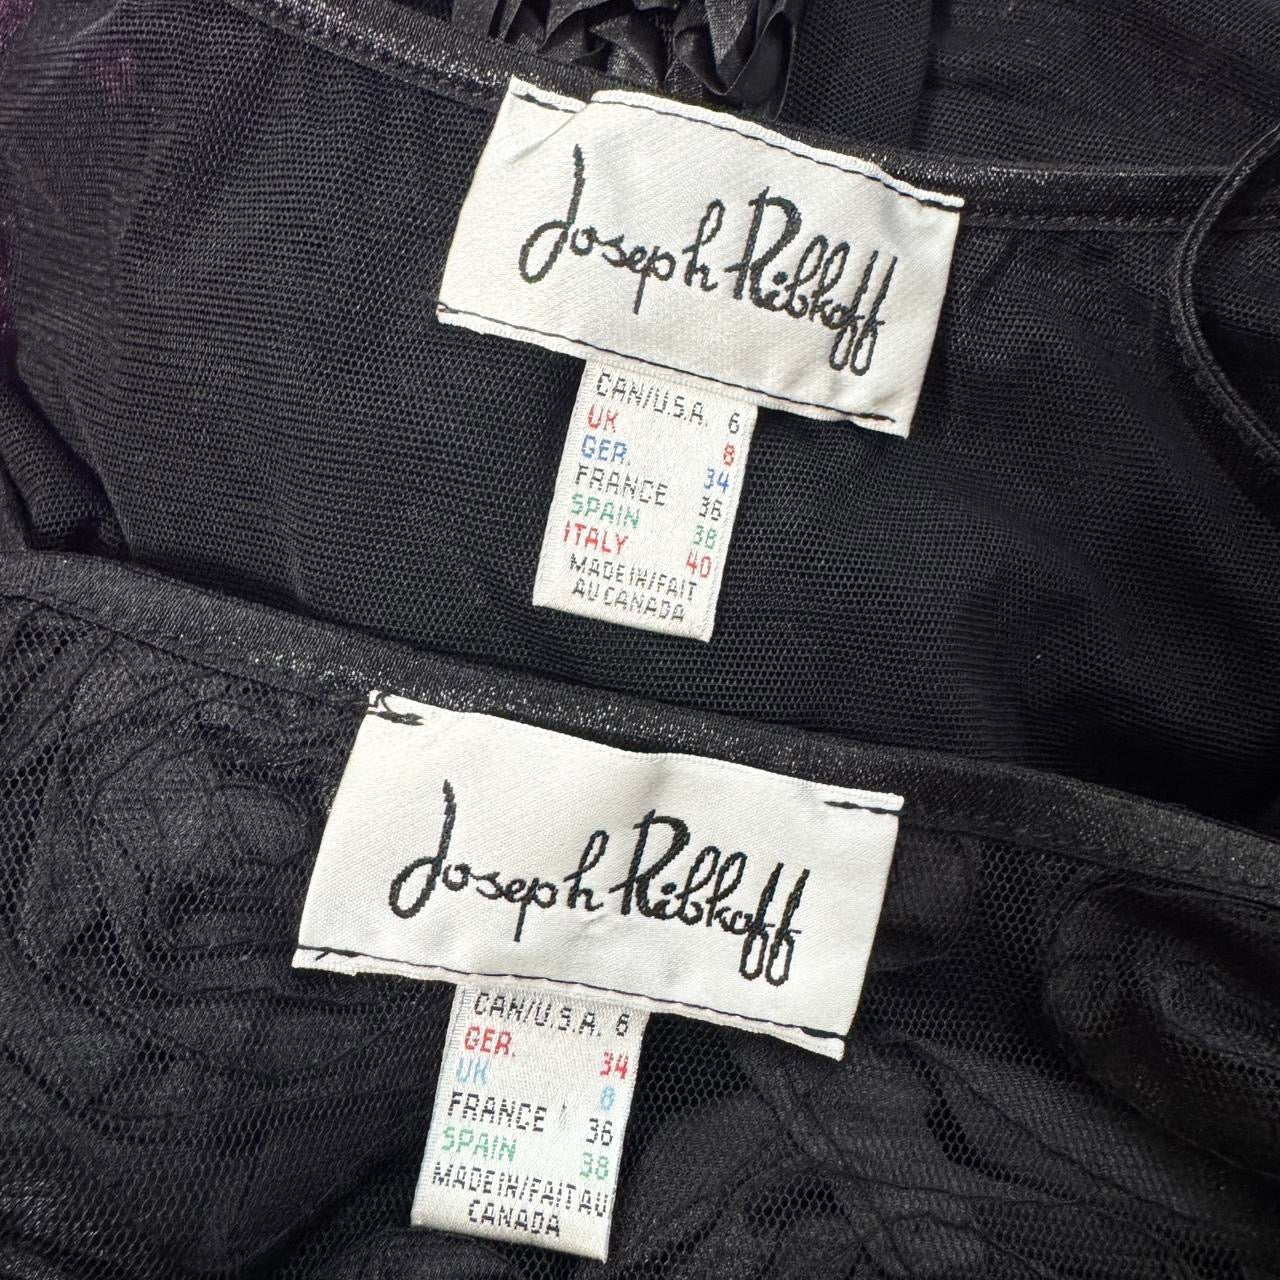 Joseph Ribkoff
CAN/U.S.A. 6
UK 8
GER. 34
FRANCE 36
SPAIN 38
ITALY 40
MADE IN/FAIT
AU CANADA
Joseph Ribkoff
CAN/U.S.A. 6
GER. 34
UK 8
FRANCE 36
SPAIN 38
MADE IN/FAIT AU
CANADA